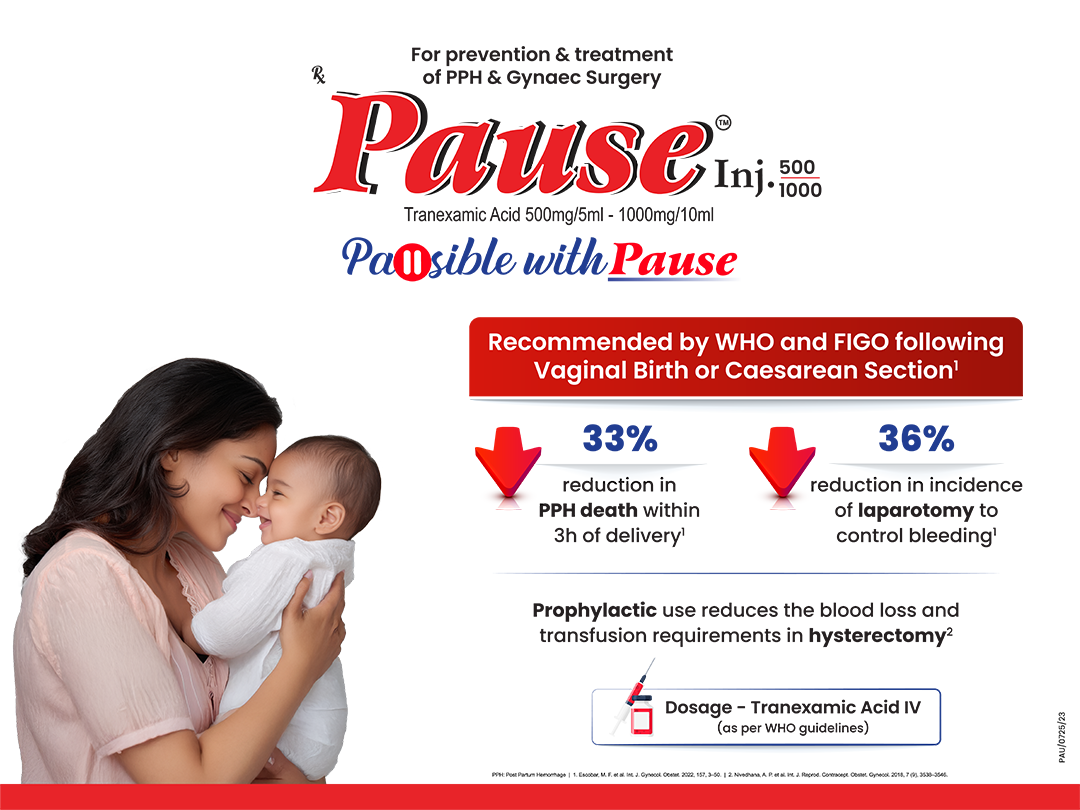 For prevention & treatment
of PPH & Gynaec Surgery
℞
Pause™ Inj. 500
1000
Tranexamic Acid 500mg/5ml - 1000mg/10ml
Pausible with Pause
Recommended by WHO and FIGO following
Vaginal Birth or Caesarean Section¹
33%
reduction in
PPH death within
3h of delivery¹
36%
reduction in incidence
of laparotomy to
control bleeding¹
Prophylactic use reduces the blood loss and
transfusion requirements in hysterectomy²
Dosage - Tranexamic Acid IV
(as per WHO guidelines)
PAU/0725/23
PPH: Post Partum Hemorrhage | 1. Escobar, M. F. et al. Int. J. Gynecol. Obstet. 2022, 157, 3–50. | 2. Nivedhana, A. P. et al. Int. J. Reprod. Contracept. Obstet. Gynecol. 2018, 7 (9), 3538–3546.